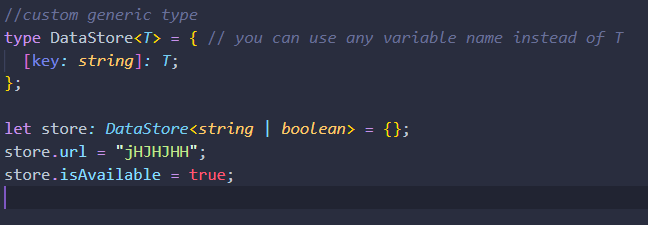 //custom generic type
type DataStore<T> = { // you can use any variable name instead of T
  [key: string]: T;
};

let store: DataStore<string | boolean> = {};
store.url = "jHJHJHH";
store.isAvailable = true;